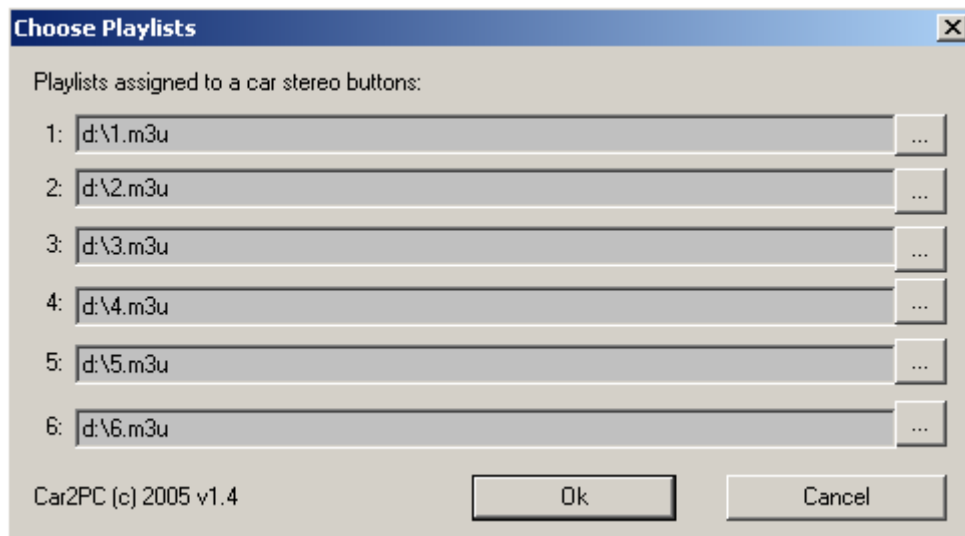 Choose Playlists
Playlists assigned to a car stereo buttons:
1: d:\1.m3u ...
2: d:\2.m3u ...
3: d:\3.m3u ...
4: d:\4.m3u ...
5: d:\5.m3u ...
6: d:\6.m3u ...
Car2PC (c) 2005 v1.4 Ok Cancel